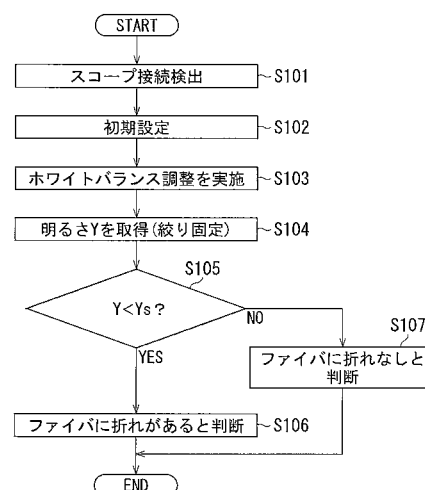 START
スコープ接続検出
S101
初期設定
S102
ホワイトバランス調整を実施
S103
明るさYを取得(絞り固定)
S104
S105
Y<Ys?
NO
YES
S107
ファイバに折れなしと
判断
ファイバに折れがあると判断
S106
END